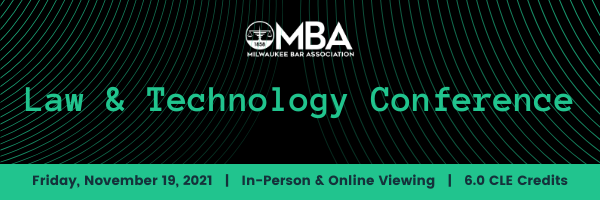 MBA
MILWAUKEE BAR ASSOCIATION
1858
Law & Technology Conference
Friday, November 19, 2021 | In-Person & Online Viewing | 6.0 CLE Credits